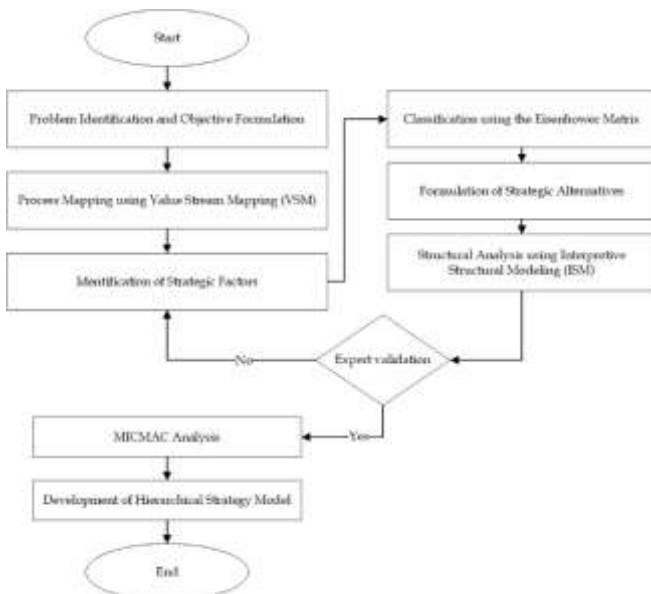 Start
Problem Identification and Objective Formulation
Process Mapping using Value Stream Mapping (VSM)
Identification of Strategic Factors
Classification using the Eisenhower Matrix
Formulation of Strategic Alternatives
Structural Analysis using Interpretive
Structural Modeling (ISM)
Expert validation
No
Yes
MICMAC Analysis
Development of Hierarchical Strategy Model
End